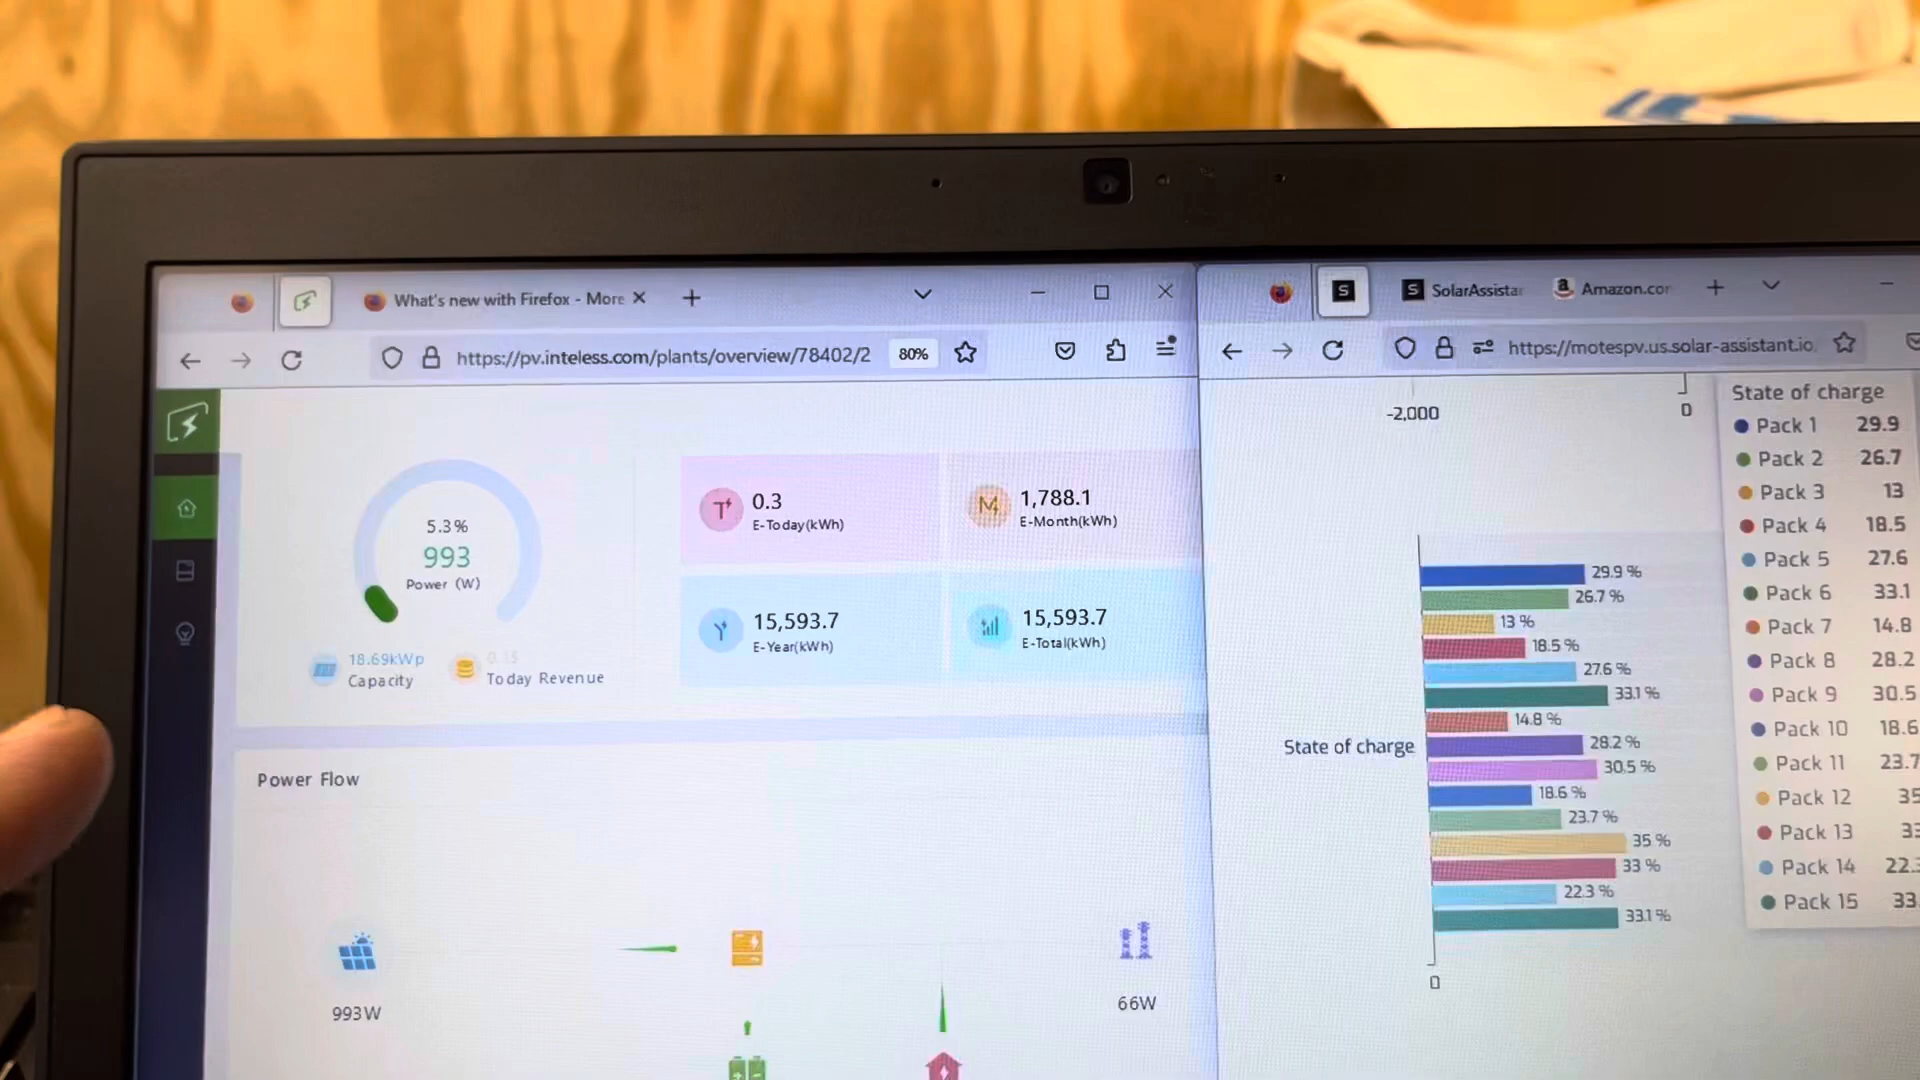 What's new with Firefox - More
https://pv.inteless.com/plants/overview/78402/2
80%
5.3%
993
Power (W)
18.69kWp
Capacity
Today Revenue
T
0.3
E-Today(kWh)
M
1,788.1
E-Month(kWh)
Y
15,593.7
E-Year(kWh)
15,593.7
E-Total(kWh)
Power Flow
993W
66W
S
S SolarAssista
a Amazon.cor
https://motespv.us.solar-assistant.io
-2,000
0
State of charge
29.9 %
26.7 %
13 %
18.5 %
27.6 %
33.1 %
14.8 %
28.2 %
30.5 %
18.6 %
23.7 %
35 %
33 %
22.3 %
33.1 %
0
State of charge
Pack 1 29.9
Pack 2 26.7
Pack 3 13
Pack 4 18.5
Pack 5 27.6
Pack 6 33.1
Pack 7 14.8
Pack 8 28.2
Pack 9 30.5
Pack 10 18.6
Pack 11 23.7
Pack 12 35
Pack 13 33
Pack 14 22.3
Pack 15 33.